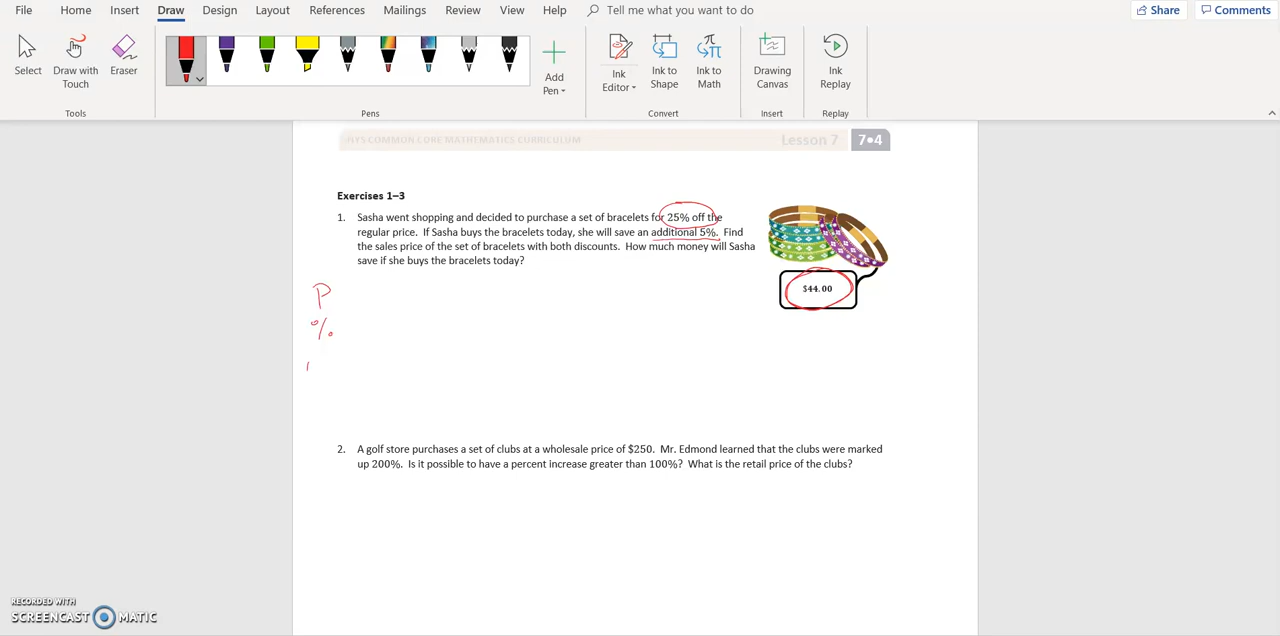 File Home Insert Draw Design Layout References Mailings Review View Help Tell me what you want to do Share Comments
Select Draw with Touch Eraser Add Pen Ink Editor Ink to Shape Ink to Math Drawing Canvas Ink Replay
Tools Pens Convert Insert Replay
NYS COMMON CORE MATHEMATICS CURRICULUM Lesson 7 7•4
Exercises 1–3
1. Sasha went shopping and decided to purchase a set of bracelets for 25% off the
regular price. If Sasha buys the bracelets today, she will save an additional 5%. Find
the sales price of the set of bracelets with both discounts. How much money will Sasha
save if she buys the bracelets today?
$44.00
P
%
2. A golf store purchases a set of clubs at a wholesale price of $250. Mr. Edmond learned that the clubs were marked
up 200%. Is it possible to have a percent increase greater than 100%? What is the retail price of the clubs?
RECORDED WITH
SCREENCAST MATIC